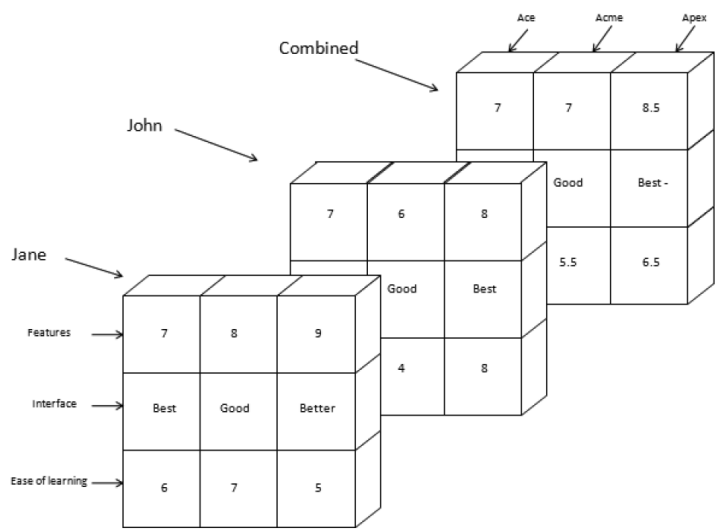 Ace Acme Apex
Combined
7 7 8.5
John
Good Best -
7 6 8
Jane
5.5 6.5
Good Best
Features 7 8 9
4 8
Interface Best Good Better
Ease of learning 6 7 5